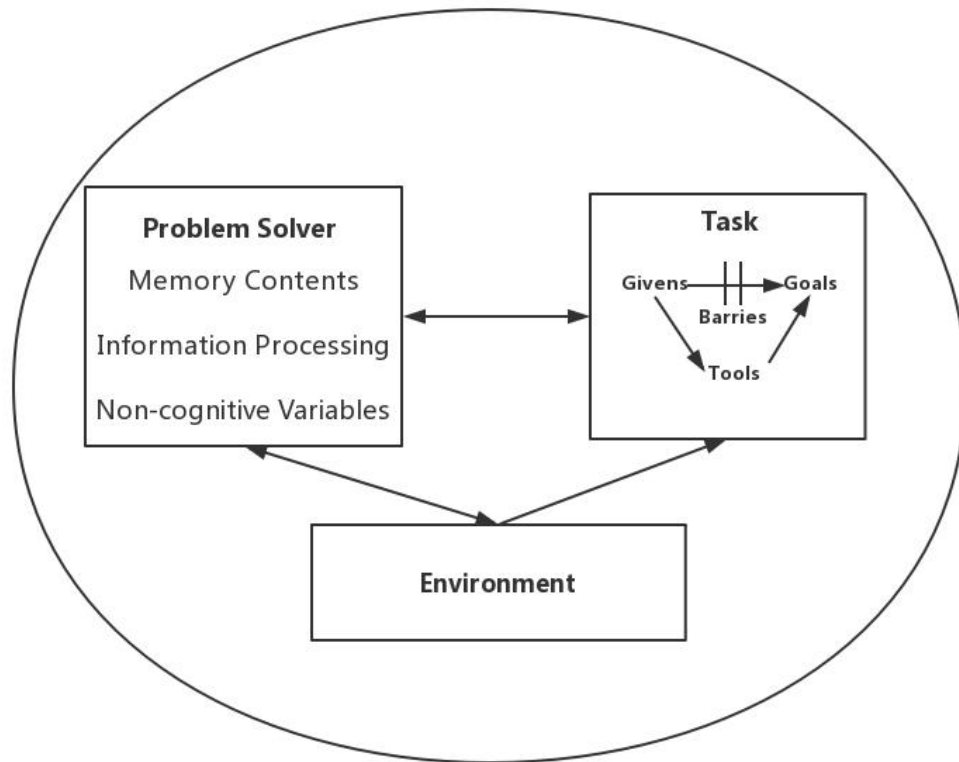 Problem Solver
Memory Contents
Information Processing
Non-cognitive Variables
Task
Givens
Goals
Barries
Tools
Environment